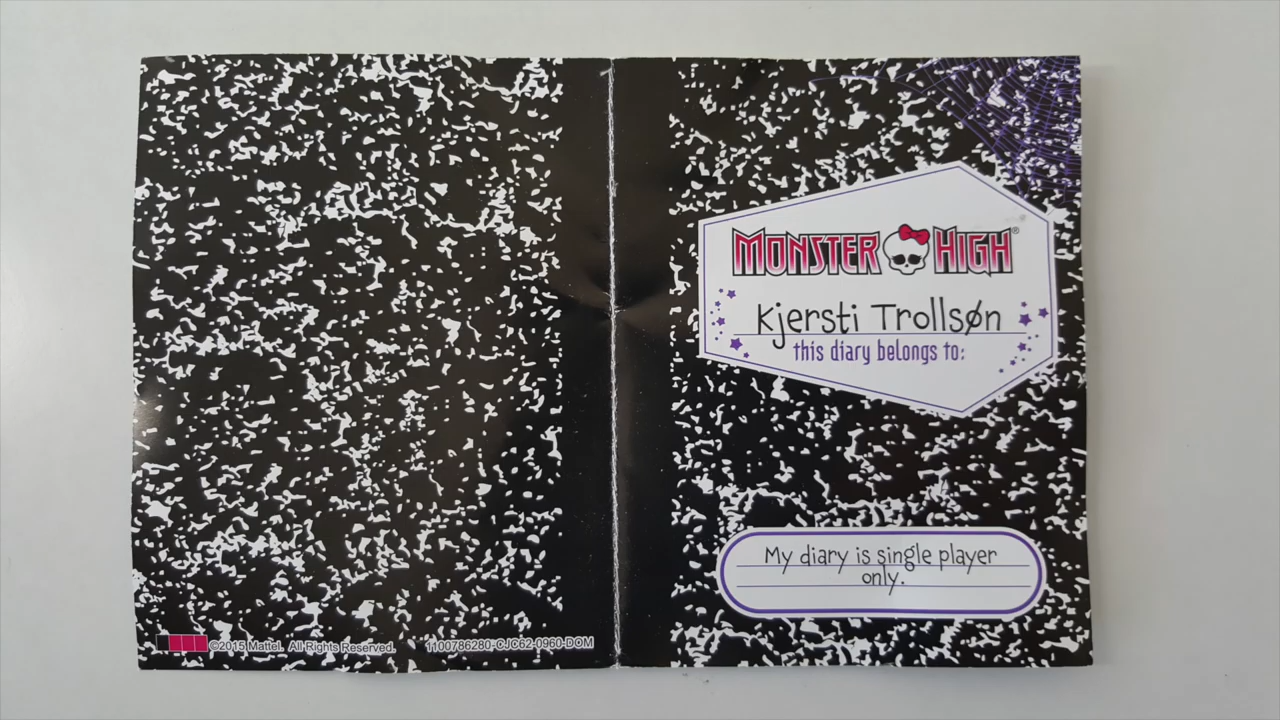 MONSTER HIGH®
Kjersti Trollsøn
this diary belongs to:
My diary is single player
only.
©2015 Mattel. All Rights Reserved. 1100786280-CJC62-0960-DOM